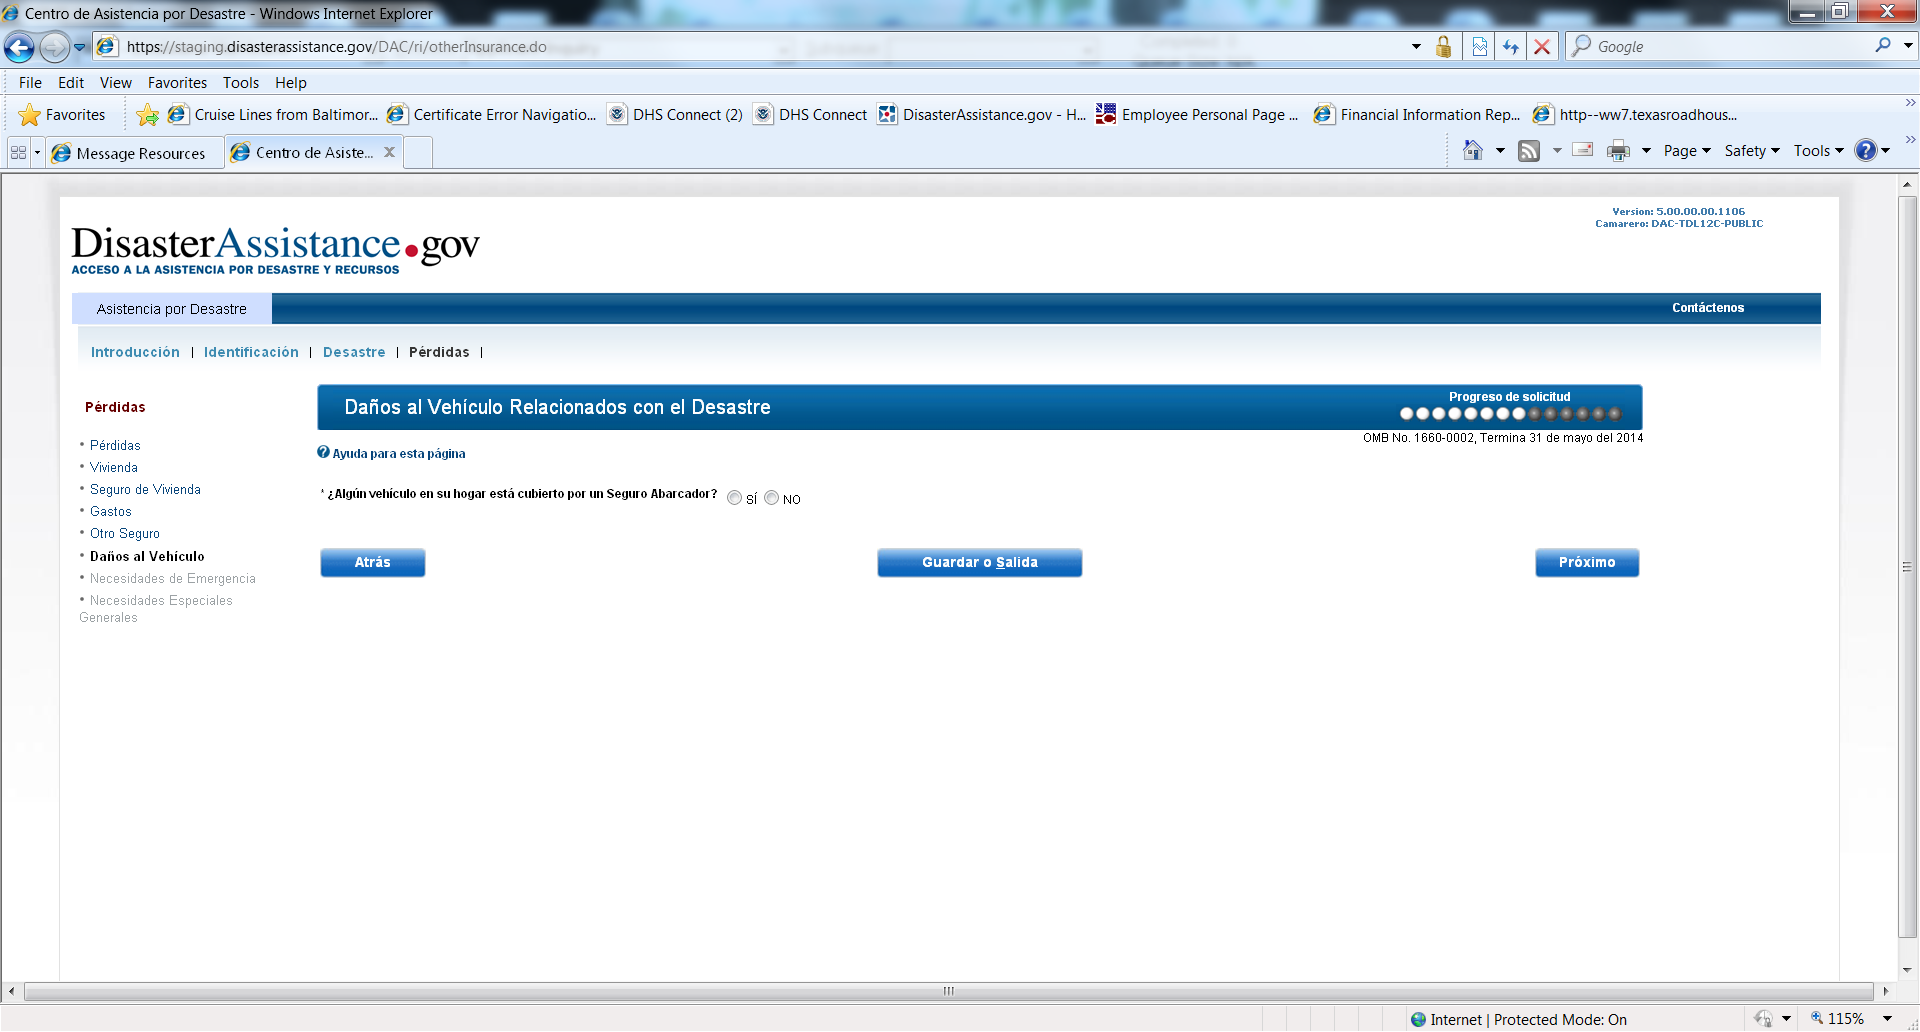 Centro de Asistencia por Desastre - Windows Internet Explorer
https://staging.disasterassistance.gov/DAC/ri/otherInsurance.do
Google
File Edit View Favorites Tools Help
Favorites Cruise Lines from Baltimor... Certificate Error Navigatio... DHS Connect (2) DHS Connect DisasterAssistance.gov - H... Employee Personal Page ... Financial Information Rep... http--ww7.texasroadhous...
Message Resources Centro de Asiste... Page Safety Tools
Version: 5.00.00.00.1106
Camarero: DAC-TDL12C-PUBLIC
DisasterAssistance.gov
ACCESO A LA ASISTENCIA POR DESASTRE Y RECURSOS
Asistencia por Desastre Contáctenos
Introducción | Identificación | Desastre | Pérdidas |
Pérdidas
• Pérdidas
• Vivienda
• Seguro de Vivienda
• Gastos
• Otro Seguro
• Daños al Vehículo
• Necesidades de Emergencia
• Necesidades Especiales
Generales
Daños al Vehículo Relacionados con el Desastre
Progreso de solicitud
OMB No. 1660-0002, Termina 31 de mayo del 2014
Ayuda para esta página
* ¿Algún vehículo en su hogar está cubierto por un Seguro Abarcador? SÍ NO
Atrás Guardar o Salida Próximo
Internet | Protected Mode: On 115%